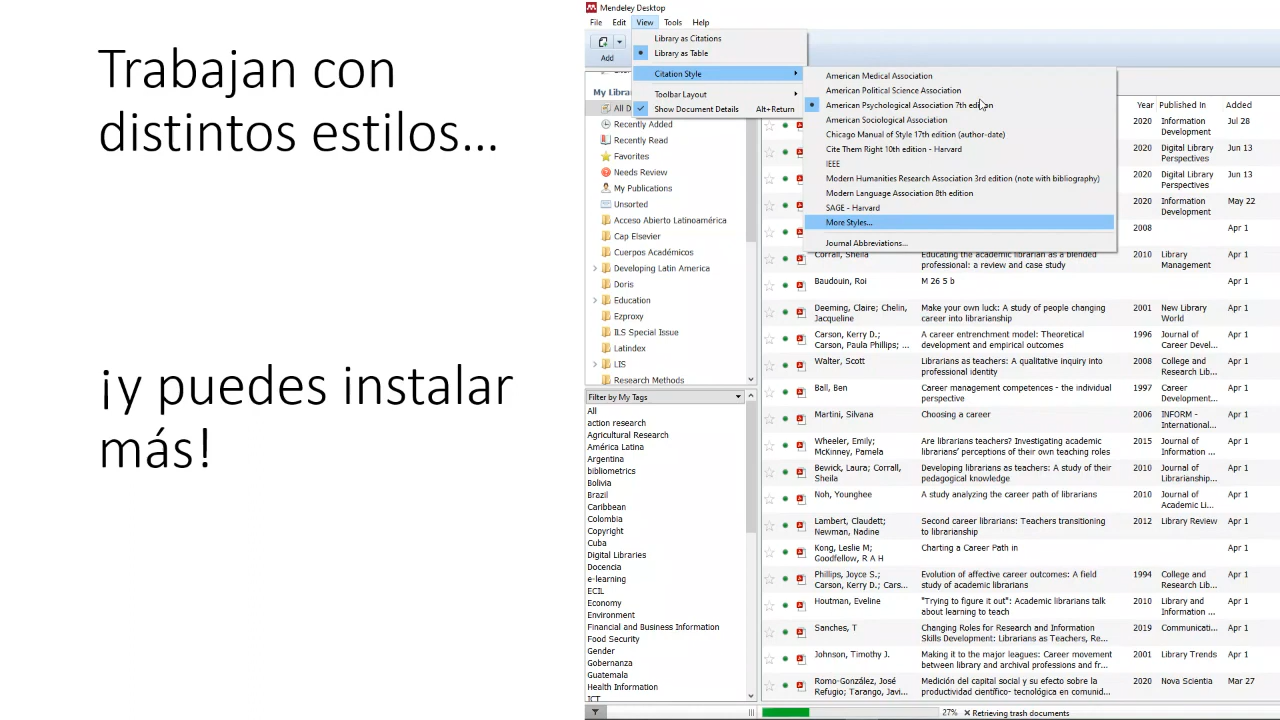 Trabajan con
distintos estilos...
¡y puedes instalar
más!
Mendeley Desktop
File Edit View Tools Help
Add
Library as Citations
Library as Table
Citation Style
Toolbar Layout
Show Document Details Alt+Return
American Medical Association
American Political Science Association
American Psychological Association 7th edition
American Sociological Association
Chicago Manual of Style 17th edition (author-date)
Cite Them Right 10th edition - Harvard
IEEE
Modern Humanities Research Association 3rd edition (note with bibliography)
Modern Language Association 8th edition
SAGE - Harvard
More Styles...
Journal Abbreviations...
My Libra
All D
Recently Added
Recently Read
Favorites
Needs Review
My Publications
Unsorted
Acceso Abierto Latinoamérica
Cap Elsevier
Cuerpos Académicos
Developing Latin America
Doris
Education
Ezproxy
ILS Special Issue
Latindex
LIS
Research Methods
Filter by My Tags
All
action research
Agricultural Research
América Latina
Argentina
bibliometrics
Bolivia
Brazil
Caribbean
Colombia
Copyright
Cuba
Digital Libraries
Docencia
e-learning
ECIL
Economy
Environment
Financial and Business Information
Food Security
Gender
Gobernanza
Guatemala
Health Information
ICT
Year Published In Added
2020 Information Jul 28
Development
2020 Digital Library 13
Perspectives
2020 Digital Library Jun 13
Perspectives
2020 Information 22
Development
2008 Apr 1
Corrall, Sheila Educating the academic librarian as a blended 2010 Library Apr 1
professional: a review and case study Management
Baudouin, Roi M 26 5 b Apr 1
Deeming, Claire; Chelin, Make your own luck: A study of people changing 2001 New Library Apr 1
Jacqueline career into librarianship World
Carson, Kerry D.; A career entrenchment model: Theoretical 1996 Journal of Apr 1
Carson, Paula Phillips; ... development and empirical outcomes Career Devel...
Walter, Scott Librarians as teachers: A qualitative inquiry into 2008 College and Apr 1
professional identity Research Lib...
Ball, Ben Career management competences - the individual 1997 Career Apr 1
perspective Development...
Martini, Silvana Choosing a career 2006 INFORM - Apr 1
International...
Wheeler, Emily; Are librarians teachers? Investigating academic 2015 Journal of Apr 1
McKinney, Pamela librarians' perceptions of their own teaching roles Information ...
Bewick, Laura; Corrall, Developing librarians as teachers: A study of their 2010 Journal of Apr 1
Sheila pedagogical knowledge Librarianship...
Noh, Younghee A study analyzing the career path of librarians 2010 Journal of Apr 1
Academic Li...
Lambert, Claudett; Second career librarians: Teachers transitioning 2012 Library Review Apr 1
Newman, Nadine to librarianship
Kong, Leslie M; Charting a Career Path in Apr 1
Goodfellow, R A H
Phillips, Joyce S.; Evolution of affective career outcomes: A field 1994 College and Apr 1
Carson, Kerry D.; Cars... study of academic librarians Research Lib...
Houtman, Eveline "Trying to figure it out": Academic librarians talk 2010 Library and Apr 1
about learning to teach Information ...
Sanches, T Changing Roles for Research and Information 2019 Communicati... Apr 1
Skills Development: Librarians as Teachers, Re...
Johnson, Timothy J. Making it to the major leagues: Career movement 2001 Library Trends Apr 1
between library and archival professions and fr...
Romo-González, José Medición del capital social y su efecto sobre la 2020 Nova Scientia 27
Refugio; Tarango, Javi... productividad científico- tecnológica en comunid...
27% Retrieving trash documents